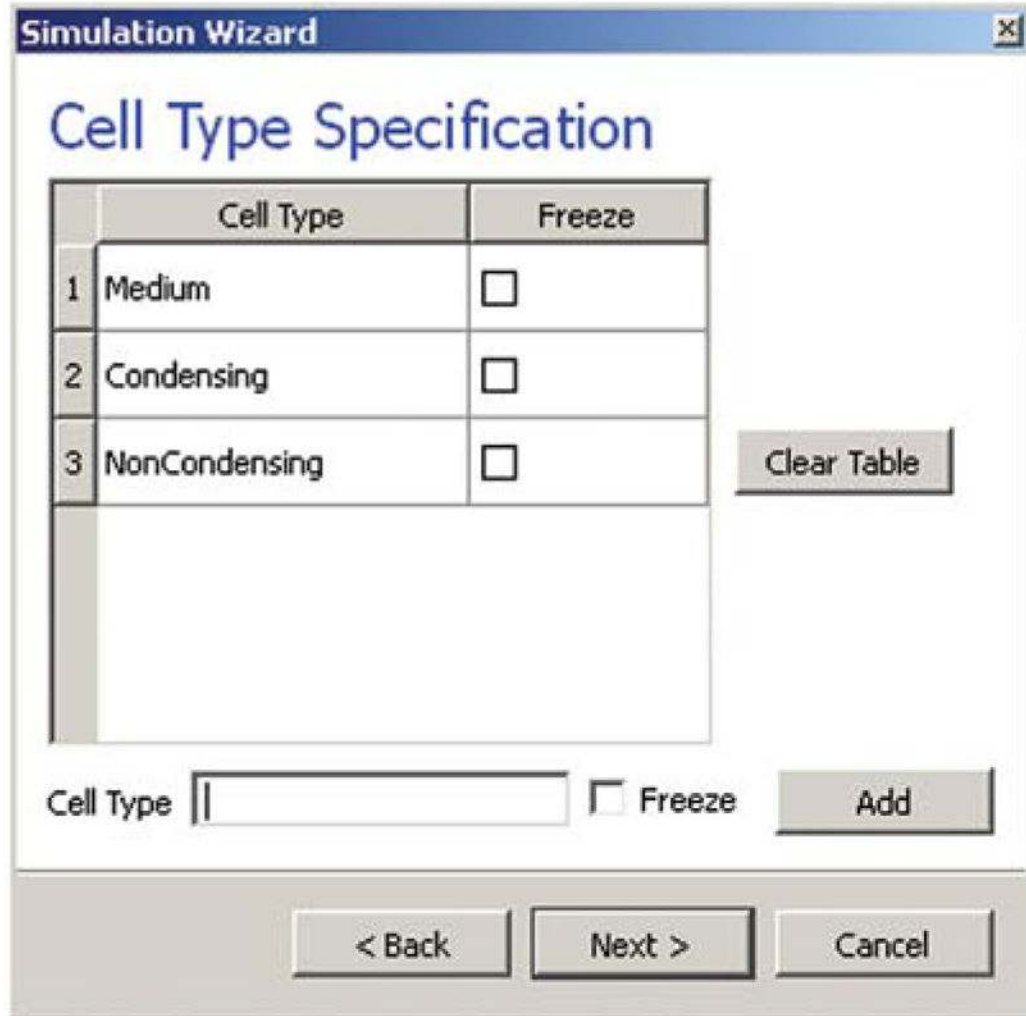 Simulation Wizard
Cell Type Specification
Cell Type Freeze
1 Medium
2 Condensing
3 NonCondensing
Clear Table
Cell Type Freeze Add
< Back Next > Cancel